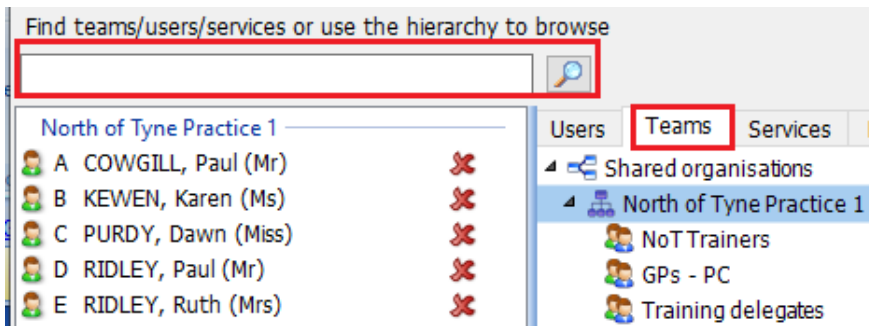 Find teams/users/services or use the hierarchy to browse
North of Tyne Practice 1
A COWGILL, Paul (Mr)
B KEWEN, Karen (Ms)
C PURDY, Dawn (Miss)
D RIDLEY, Paul (Mr)
E RIDLEY, Ruth (Mrs)
Users Teams Services
Shared organisations
North of Tyne Practice 1
NoT Trainers
GPs - PC
Training delegates